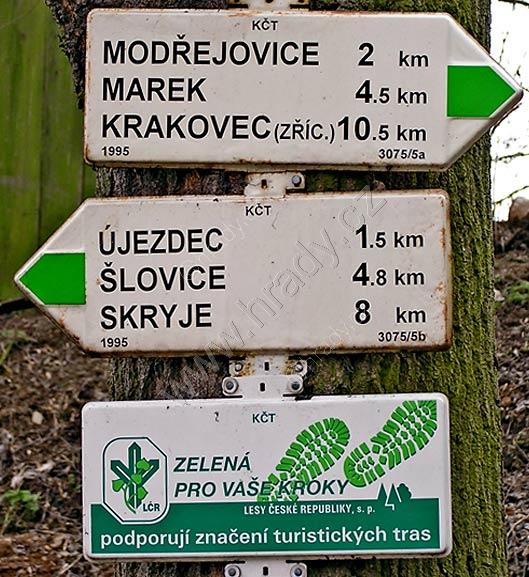 KČT
MODŘEJOVICE 2 km
MAREK 4.5 km
KRAKOVEC (ZŘÍC.) 10.5 km
1995 3075/5a
KČT
ÚJEZDEC 1.5 km
ŠLOVICE 4.8 km
SKRYJE 8 km
1995 3075/5b
KČT
ZELENÁ
PRO VAŠE KROKY
LČR
LESY ČESKÉ REPUBLIKY, s. p.
podporují značení turistických tras
www.hrady.cz